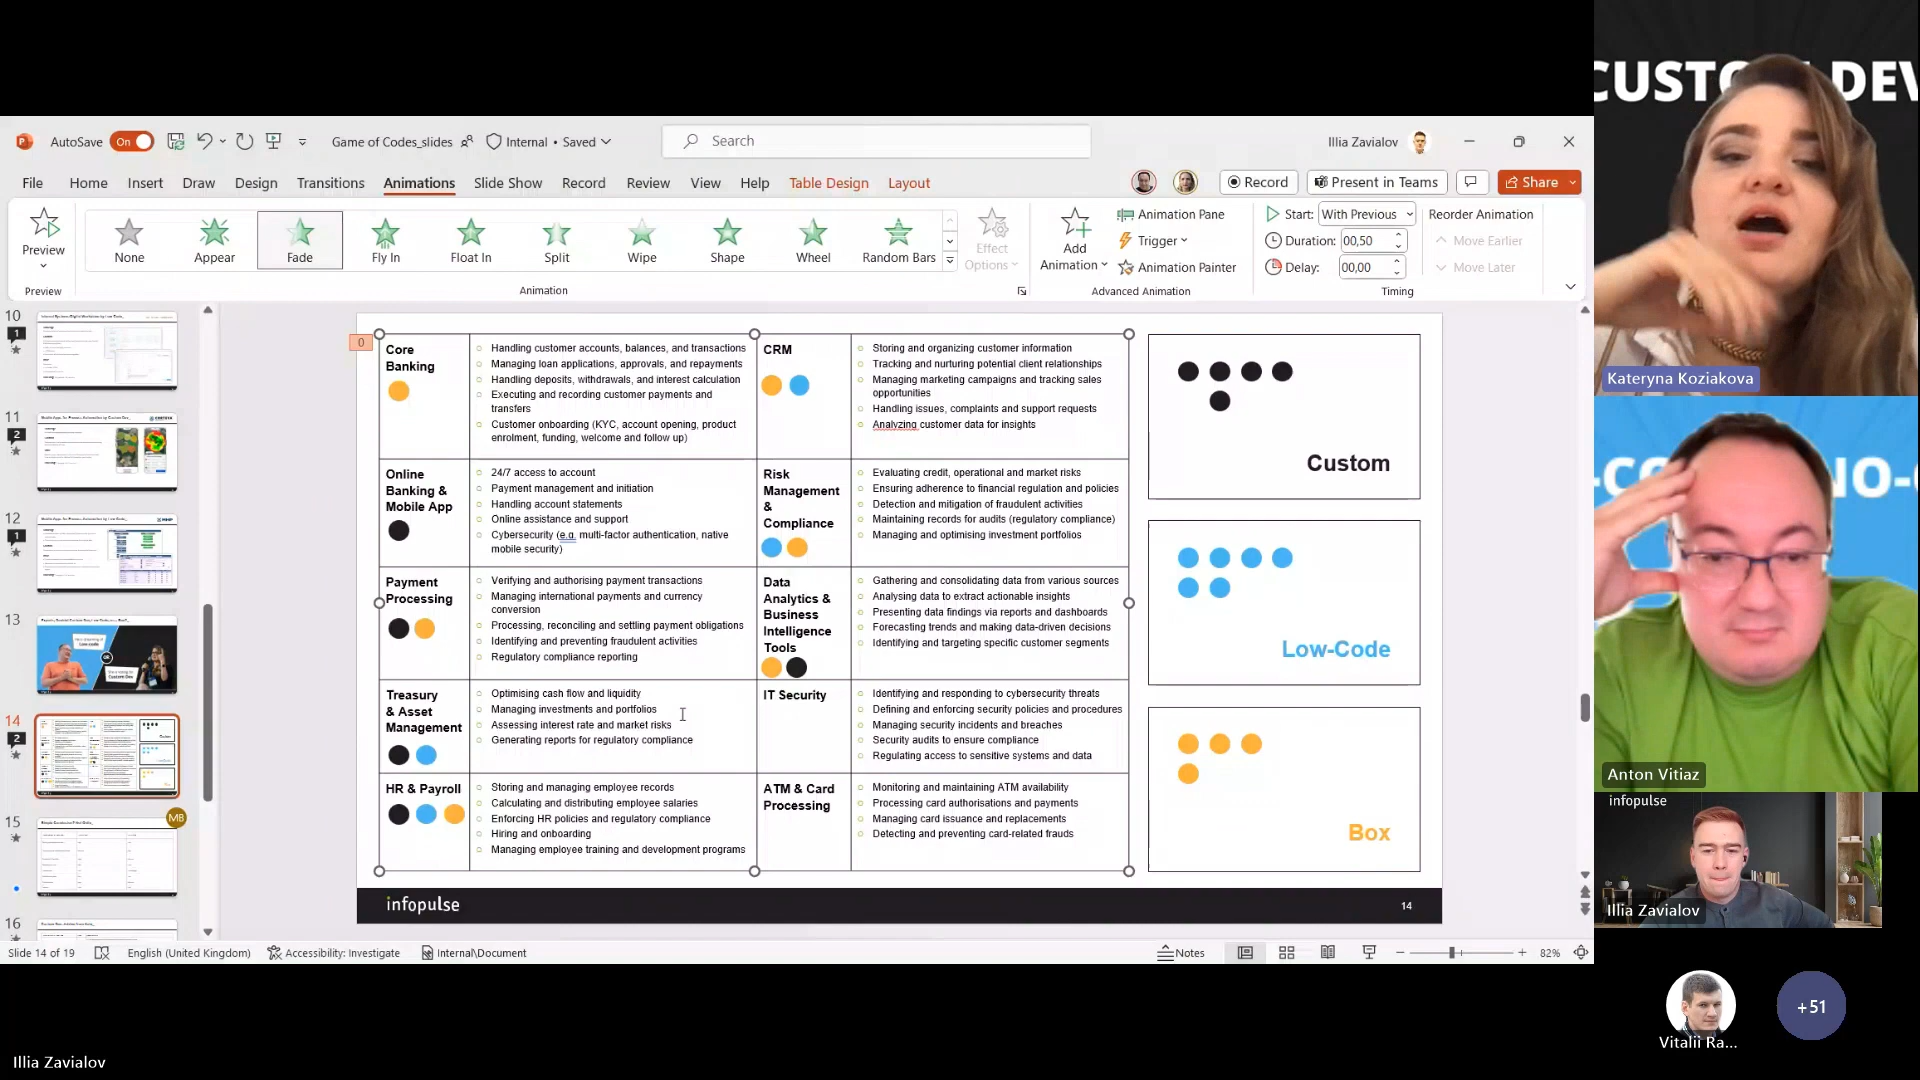 AutoSave On Game of Codes_slides Internal • Saved Search Illia Zavialov
File Home Insert Draw Design Transitions Animations Slide Show Record Review View Help Table Design Layout Record Present in Teams Share
Preview
None Appear Fade Fly In Float In Split Wipe Shape Wheel Random Bars
Effect
Options
Add
Animation
Animation Pane
Trigger
Animation Painter
Start: With Previous
Duration: 00,50
Delay: 00,00
Reorder Animation
Move Earlier
Move Later
Preview Animation Advanced Animation Timing
10
1
11
2
12
1
13
14
2
15
MB
16
0
Core
Banking
Handling customer accounts, balances, and transactions
Managing loan applications, approvals, and repayments
Handling deposits, withdrawals, and interest calculation
Executing and recording customer payments and
transfers
Customer onboarding (KYC, account opening, product
enrolment, funding, welcome and follow up)
CRM
Storing and organizing customer information
Tracking and nurturing potential client relationships
Managing marketing campaigns and tracking sales
opportunities
Handling issues, complaints and support requests
Analyzing customer data for insights
Online
Banking &
Mobile App
24/7 access to account
Payment management and initiation
Handling account statements
Online assistance and support
Cybersecurity (e.g. multi-factor authentication, native
mobile security)
Risk
Management
&
Compliance
Evaluating credit, operational and market risks
Ensuring adherence to financial regulation and policies
Detection and mitigation of fraudulent activities
Maintaining records for audits (regulatory compliance)
Managing and optimising investment portfolios
Payment
Processing
Verifying and authorising payment transactions
Managing international payments and currency
conversion
Processing, reconciling and settling payment obligations
Identifying and preventing fraudulent activities
Regulatory compliance reporting
Data
Analytics &
Business
Intelligence
Tools
Gathering and consolidating data from various sources
Analysing data to extract actionable insights
Presenting data findings via reports and dashboards
Forecasting trends and making data-driven decisions
Identifying and targeting specific customer segments
Treasury
& Asset
Management
Optimising cash flow and liquidity
Managing investments and portfolios
Assessing interest rate and market risks
Generating reports for regulatory compliance
IT Security
Identifying and responding to cybersecurity threats
Defining and enforcing security policies and procedures
Managing security incidents and breaches
Security audits to ensure compliance
Regulating access to sensitive systems and data
HR & Payroll
Storing and managing employee records
Calculating and distributing employee salaries
Enforcing HR policies and regulatory compliance
Hiring and onboarding
Managing employee training and development programs
ATM & Card
Processing
Monitoring and maintaining ATM availability
Processing card authorisations and payments
Managing card issuance and replacements
Detecting and preventing card-related frauds
Custom
Low-Code
Box
infopulse 14
Slide 14 of 19 English (United Kingdom) Accessibility: Investigate Internal\Document Notes 82%
Illia Zavialov
CUSTOM DEV
Kateryna Koziakova
-CO NO-
Anton Vitiaz
infopulse
Illia Zavialov
Vitalii Ra...
+51